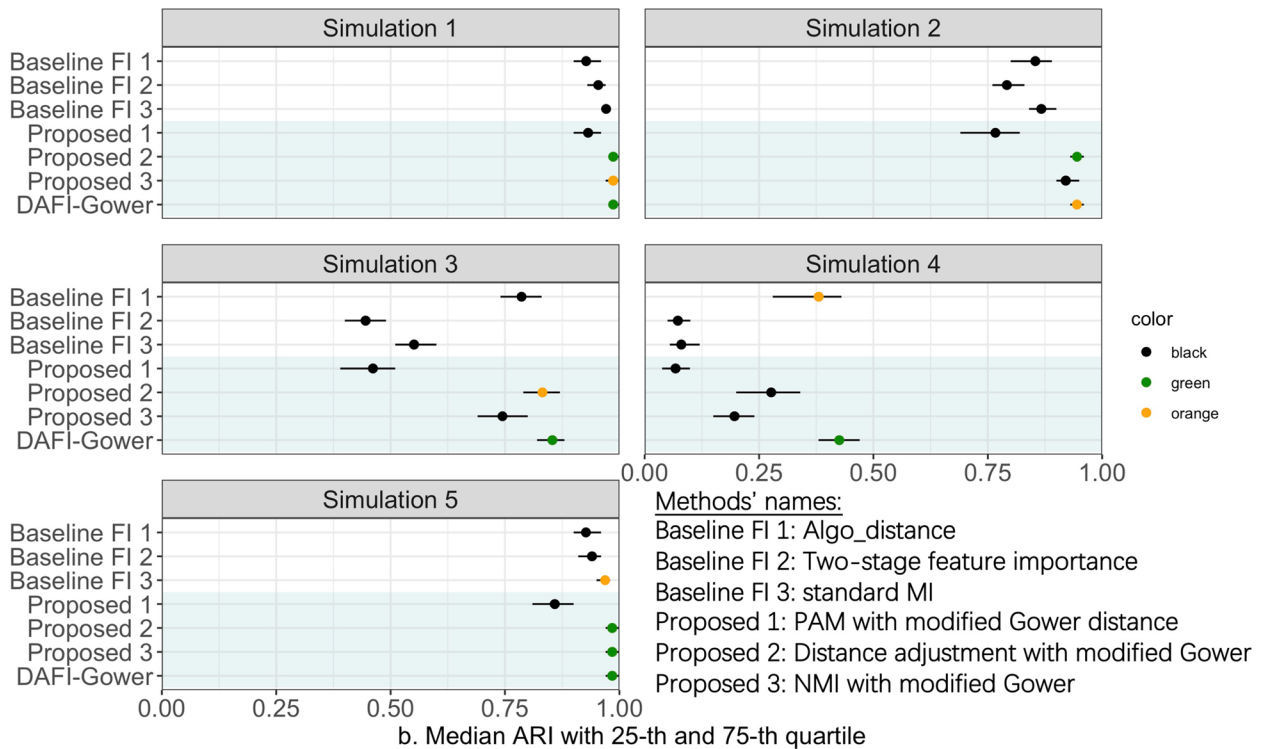 Simulation 1
Simulation 2
Baseline FI 1
Baseline FI 2
Baseline FI 3
Proposed 1
Proposed 2
Proposed 3
DAFI-Gower
Simulation 3
Simulation 4
Baseline FI 1
Baseline FI 2
Baseline FI 3
Proposed 1
Proposed 2
Proposed 3
DAFI-Gower
0.00 0.25 0.50 0.75 1.00
color
black
green
orange
Simulation 5
Baseline FI 1
Baseline FI 2
Baseline FI 3
Proposed 1
Proposed 2
Proposed 3
DAFI-Gower
0.00 0.25 0.50 0.75 1.00
Methods' names:
Baseline FI 1: Algo_distance
Baseline FI 2: Two-stage feature importance
Baseline FI 3: standard MI
Proposed 1: PAM with modified Gower distance
Proposed 2: Distance adjustment with modified Gower
Proposed 3: NMI with modified Gower
b. Median ARI with 25-th and 75-th quartile